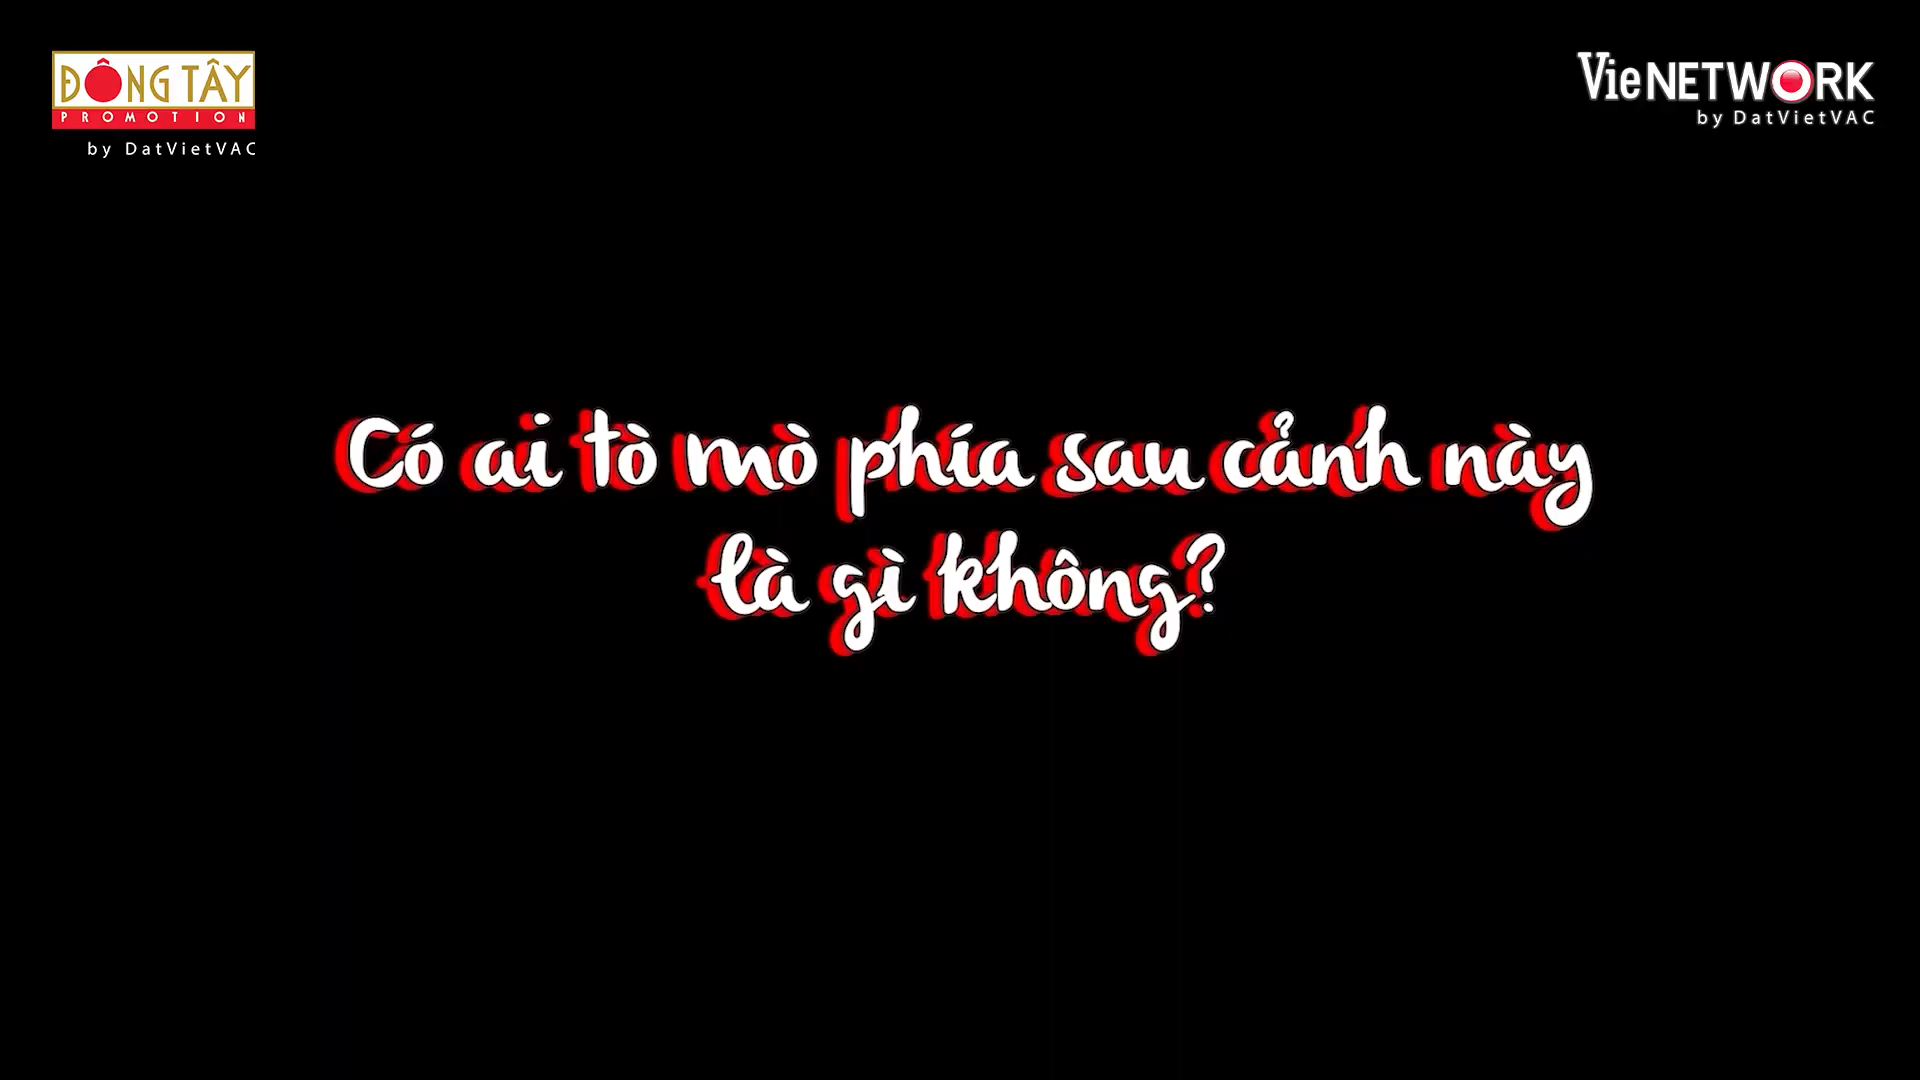 ĐÔNG TÂY
PROMOTION
by DatVietVAC
VieNETWORK
by DatVietVAC
Có ai tò mò phía sau cảnh này
là gì không?